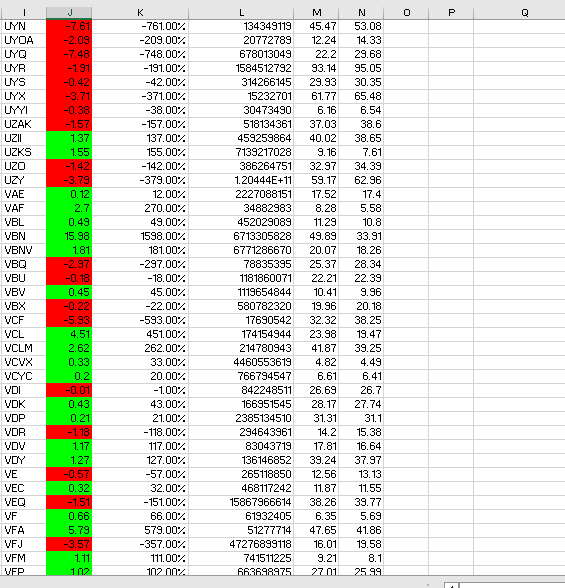 I J K L M N O P Q
UYN -7.61 -761.00% 134349119 45.47 53.08
UYOA -2.09 -209.00% 20772789 12.24 14.33
UYQ -7.48 -748.00% 678013049 22.2 29.68
UYR -1.91 -191.00% 1584512792 93.14 95.05
UYS -0.42 -42.00% 314266145 29.93 30.35
UYX -3.71 -371.00% 15232701 61.77 65.48
UYYI -0.38 -38.00% 30473490 6.16 6.54
UZAK -1.57 -157.00% 518134361 37.03 38.6
UZII 1.37 137.00% 459259864 40.02 38.65
UZKS 1.55 155.00% 7139217028 9.16 7.61
UZO -1.42 -142.00% 386264751 32.97 34.39
UZY -3.79 -379.00% 1.20444E+11 59.17 62.96
VAE 0.12 12.00% 2227088151 17.52 17.4
VAF 2.7 270.00% 34882983 8.28 5.58
VBL 0.49 49.00% 452029089 11.29 10.8
VBN 15.98 1598.00% 6713305828 49.89 33.91
VBNV 1.81 181.00% 6771286670 20.07 18.26
VBQ -2.97 -297.00% 78835395 25.37 28.34
VBU -0.18 -18.00% 1181860071 22.21 22.39
VBV 0.45 45.00% 1119654844 10.41 9.96
VBX -0.22 -22.00% 580782320 19.96 20.18
VCF -5.93 -593.00% 17690542 32.32 38.25
VCL 4.51 451.00% 174154944 23.98 19.47
VCLM 2.62 262.00% 214780943 41.87 39.25
VCVX 0.33 33.00% 4460553619 4.82 4.49
VCYC 0.2 20.00% 766794547 6.61 6.41
VDI -0.01 -1.00% 842248511 26.69 26.7
VDK 0.43 43.00% 166951545 28.17 27.74
VDP 0.21 21.00% 2385134510 31.31 31.1
VDR -1.18 -118.00% 294643961 14.2 15.38
VDV 1.17 117.00% 83043719 17.81 16.64
VDY 1.27 127.00% 136146852 39.24 37.97
VE -0.57 -57.00% 265118850 12.56 13.13
VEC 0.32 32.00% 468117242 11.87 11.55
VEQ -1.51 -151.00% 15867966614 38.26 39.77
VF 0.66 66.00% 61932405 6.35 5.69
VFA 5.79 579.00% 51277714 47.65 41.86
VFJ -3.57 -357.00% 47276899118 16.01 19.58
VFM 1.11 111.00% 741511225 9.21 8.1
VFP 1.02 102.00% 663698975 27.01 25.99